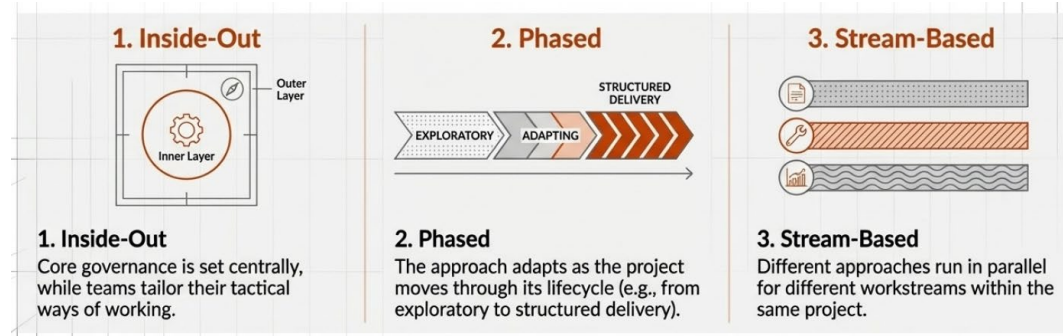 1. Inside-Out
Outer
Layer
Inner Layer
1. Inside-Out
Core governance is set centrally,
while teams tailor their tactical
ways of working.
2. Phased
STRUCTURED
DELIVERY
EXPLORATORY
ADAPTING
2. Phased
The approach adapts as the project
moves through its lifecycle (e.g., from
exploratory to structured delivery).
3. Stream-Based
3. Stream-Based
Different approaches run in parallel
for different workstreams within the
same project.